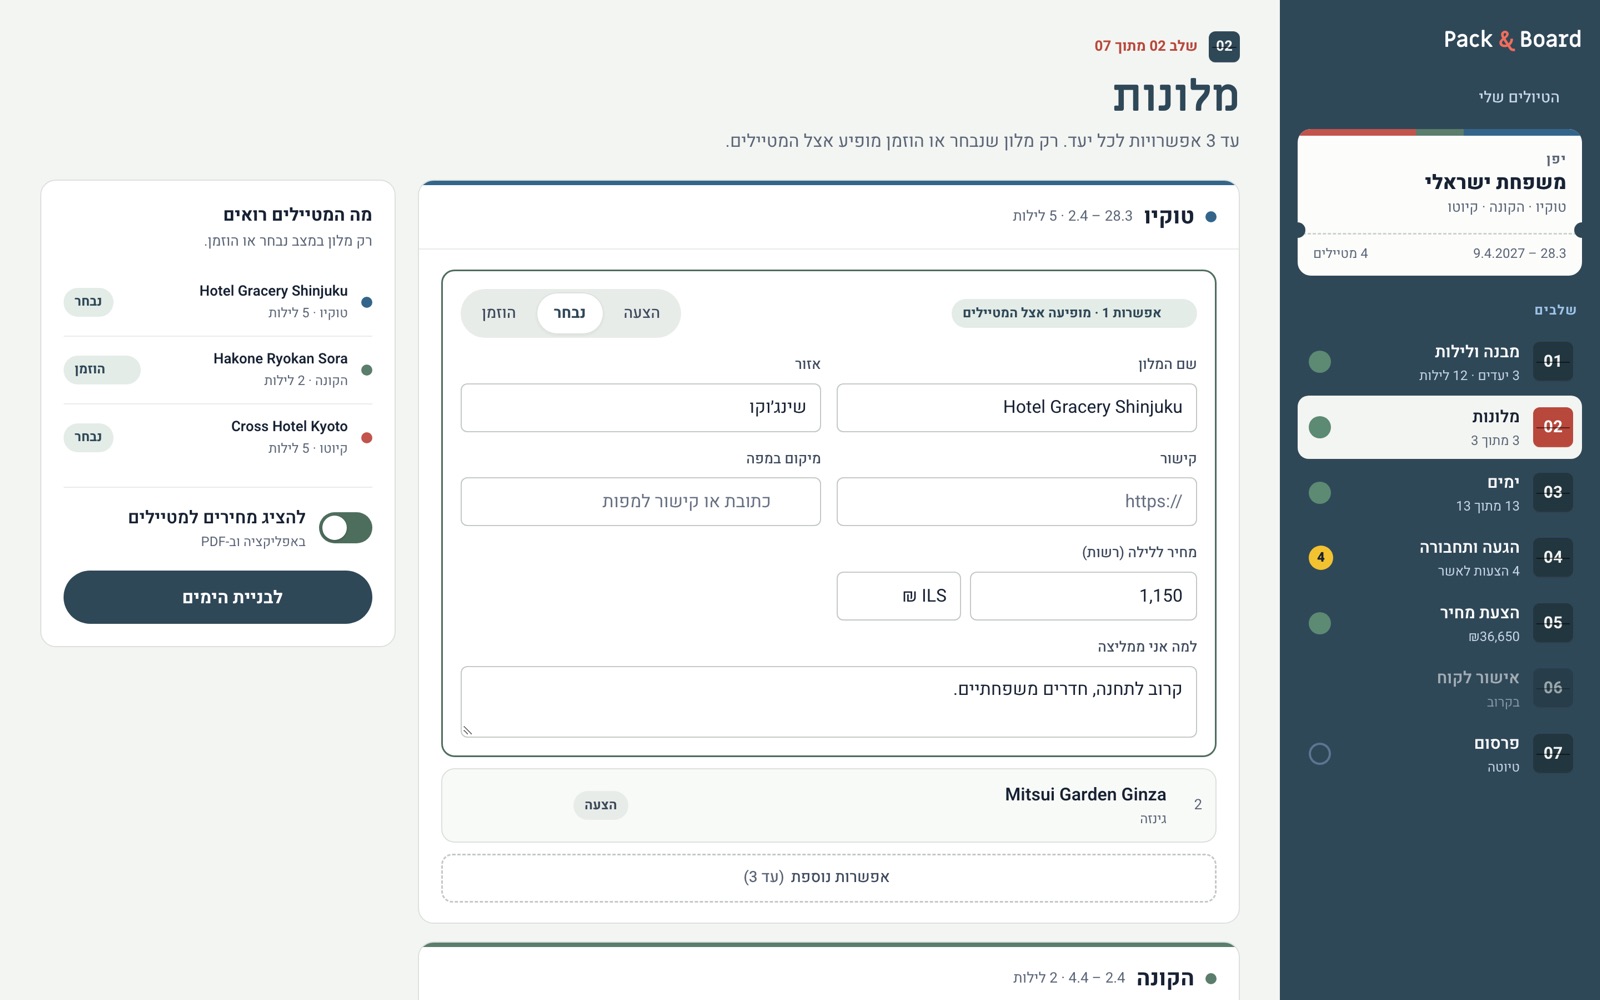 Pack & Board
הטיולים שלי
יפן
משפחת ישראלי
טוקיו · הקונה · קיוטו
28.3 – 9.4.2027
4 מטיילים
שלבים
01
מבנה ולילות
3 יעדים · 12 לילות
02
מלונות
3 מתוך 3
03
ימים
13 מתוך 13
04
הגעה ותחבורה
4 הצעות לאשר
4
05
הצעת מחיר
₪36,650
06
אישור לקוח
בקרוב
07
פרסום
טיוטה
02
שלב 02 מתוך 07
מלונות
עד 3 אפשרויות לכל יעד. רק מלון שנבחר או הוזמן מופיע אצל המטיילים.
טוקיו
28.3 – 2.4 · 5 לילות
אפשרות 1 · מופיעה אצל המטיילים
הצעה
נבחר
הוזמן
שם המלון
אזור
Hotel Gracery Shinjuku
שינג'וקו
קישור
מיקום במפה
https://
כתובת או קישור למפות
מחיר ללילה (רשות)
1,150
ILS ₪
למה אני ממליצה
קרוב לתחנה, חדרים משפחתיים.
2
Mitsui Garden Ginza
גינזה
הצעה
אפשרות נוספת (עד 3)
הקונה
2.4 – 4.4 · 2 לילות
מה המטיילים רואים
רק מלון במצב נבחר או הוזמן.
Hotel Gracery Shinjuku
טוקיו · 5 לילות
נבחר
Hakone Ryokan Sora
הקונה · 2 לילות
הוזמן
Cross Hotel Kyoto
קיוטו · 5 לילות
נבחר
להציג מחירים למטיילים
באפליקציה וב-PDF
לבניית הימים